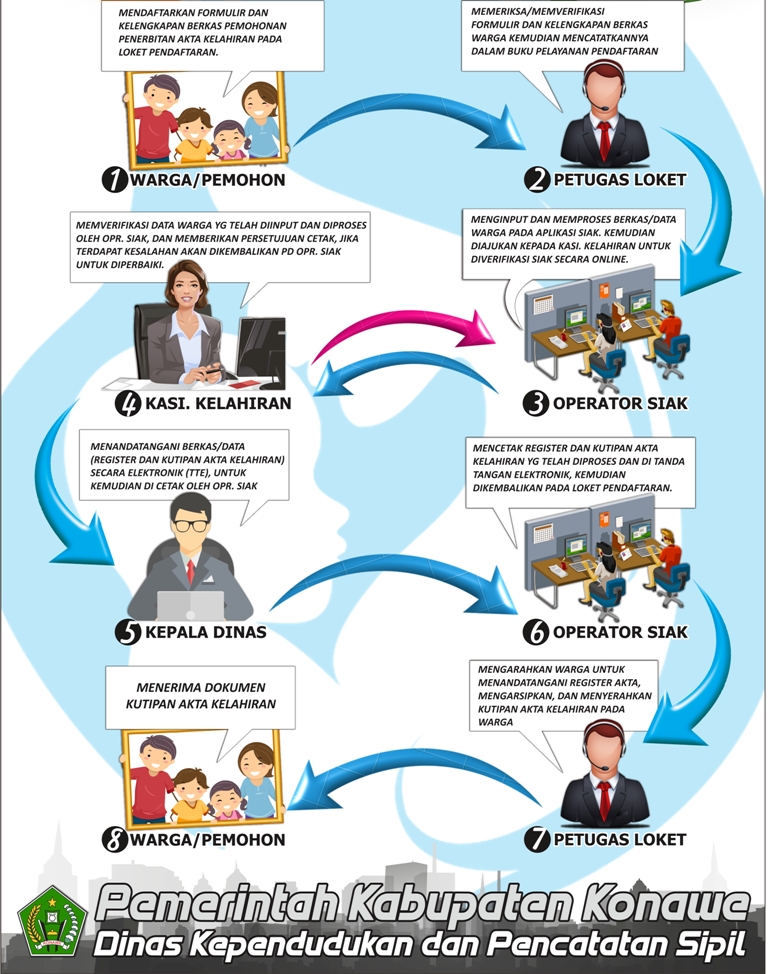 MENDAFTARKAN FORMULIR DAN
KELENGKAPAN BERKAS PEMOHONAN
PENERBITAN AKTA KELAHIRAN PADA
LOKET PENDAFTARAN.
1 WARGA/PEMOHON
MEMERIKSA/MEMVERIFIKASI
FORMULIR DAN KELENGKAPAN BERKAS
WARGA KEMUDIAN MENCATATKANNYA
DALAM BUKU PELAYANAN PENDAFTARAN
2 PETUGAS LOKET
MENGINPUT DAN MEMPROSES BERKAS/DATA
WARGA PADA APLIKASI SIAK. KEMUDIAN
DIAJUKAN KEPADA KASI. KELAHIRAN UNTUK
DIVERIFIKASI SIAK SECARA ONLINE.
3 OPERATOR SIAK
MEMVERIFIKASI DATA WARGA YG TELAH DIINPUT DAN DIPROSES
OLEH OPR. SIAK, DAN MEMBERIKAN PERSETUJUAN CETAK, JIKA
TERDAPAT KESALAHAN AKAN DIKEMBALIKAN PD OPR. SIAK
UNTUK DIPERBAIKI.
4 KASI. KELAHIRAN
MENANDATANGANI BERKAS/DATA
(REGISTER DAN KUTIPAN AKTA KELAHIRAN)
SECARA ELEKTRONIK (TTE), UNTUK
KEMUDIAN DI CETAK OLEH OPR. SIAK
5 KEPALA DINAS
MENCETAK REGISTER DAN KUTIPAN AKTA
KELAHIRAN YG TELAH DIPROSES DAN DI TANDA
TANGAN ELEKTRONIK, KEMUDIAN
DIKEMBALIKAN PADA LOKET PENDAFTARAN.
6 OPERATOR SIAK
MENGARAHKAN WARGA UNTUK
MENANDATANGANI REGISTER AKTA,
MENGARSIPKAN, DAN MENYERAHKAN
KUTIPAN AKTA KELAHIRAN PADA
WARGA
7 PETUGAS LOKET
MENERIMA DOKUMEN
KUTIPAN AKTA KELAHIRAN
8 WARGA/PEMOHON
KONAWE
Pemerintah Kabupaten Konawe
Dinas Kependudukan dan Pencatatan Sipil